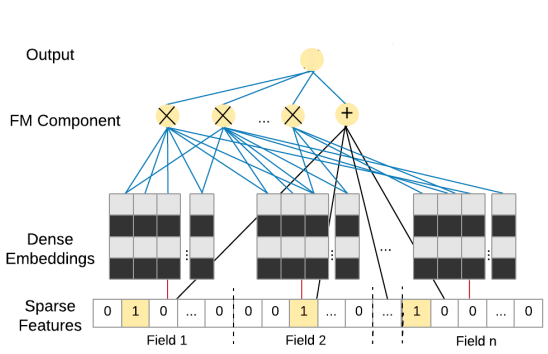 Output
FM Component
× × ... × +
Dense
Embeddings
... ... ... ...
Sparse
Features
0 1 0 ... 0 0 0 1 ... 0 ... 1 0 0 ... 0
Field 1 Field 2 Field n